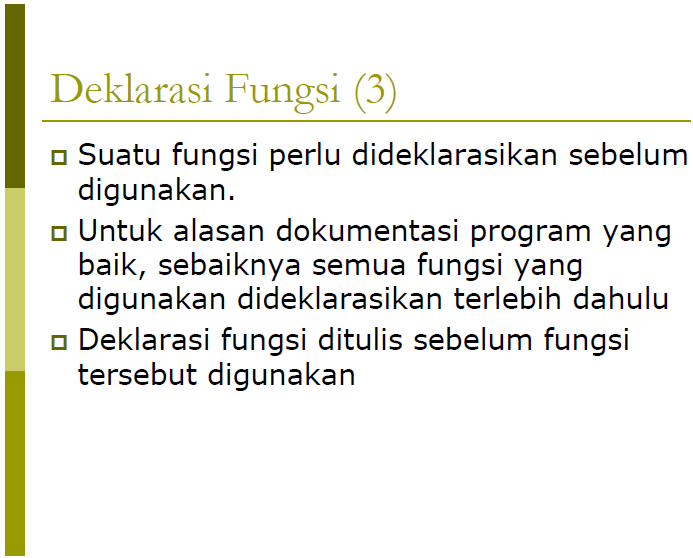 Deklarasi Fungsi (3)
Suatu fungsi perlu dideklarasikan sebelum
digunakan.
Untuk alasan dokumentasi program yang
baik, sebaiknya semua fungsi yang
digunakan dideklarasikan terlebih dahulu
Deklarasi fungsi ditulis sebelum fungsi
tersebut digunakan